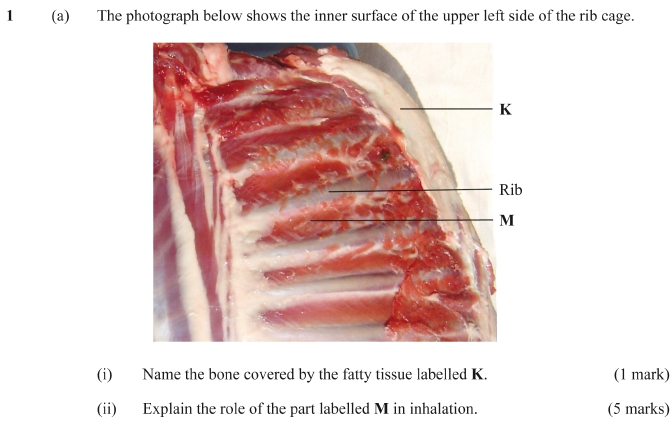 1 (a) The photograph below shows the inner surface of the upper left side of the rib cage.
K
Rib
M
(i) Name the bone covered by the fatty tissue labelled K. (1 mark)
(ii) Explain the role of the part labelled M in inhalation. (5 marks)